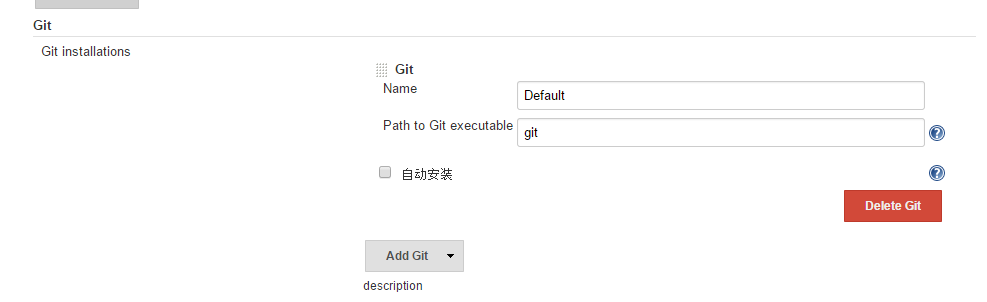 Git
Git installations
Git
Name
Default
Path to Git executable
git
自动安装
Delete Git
Add Git
description